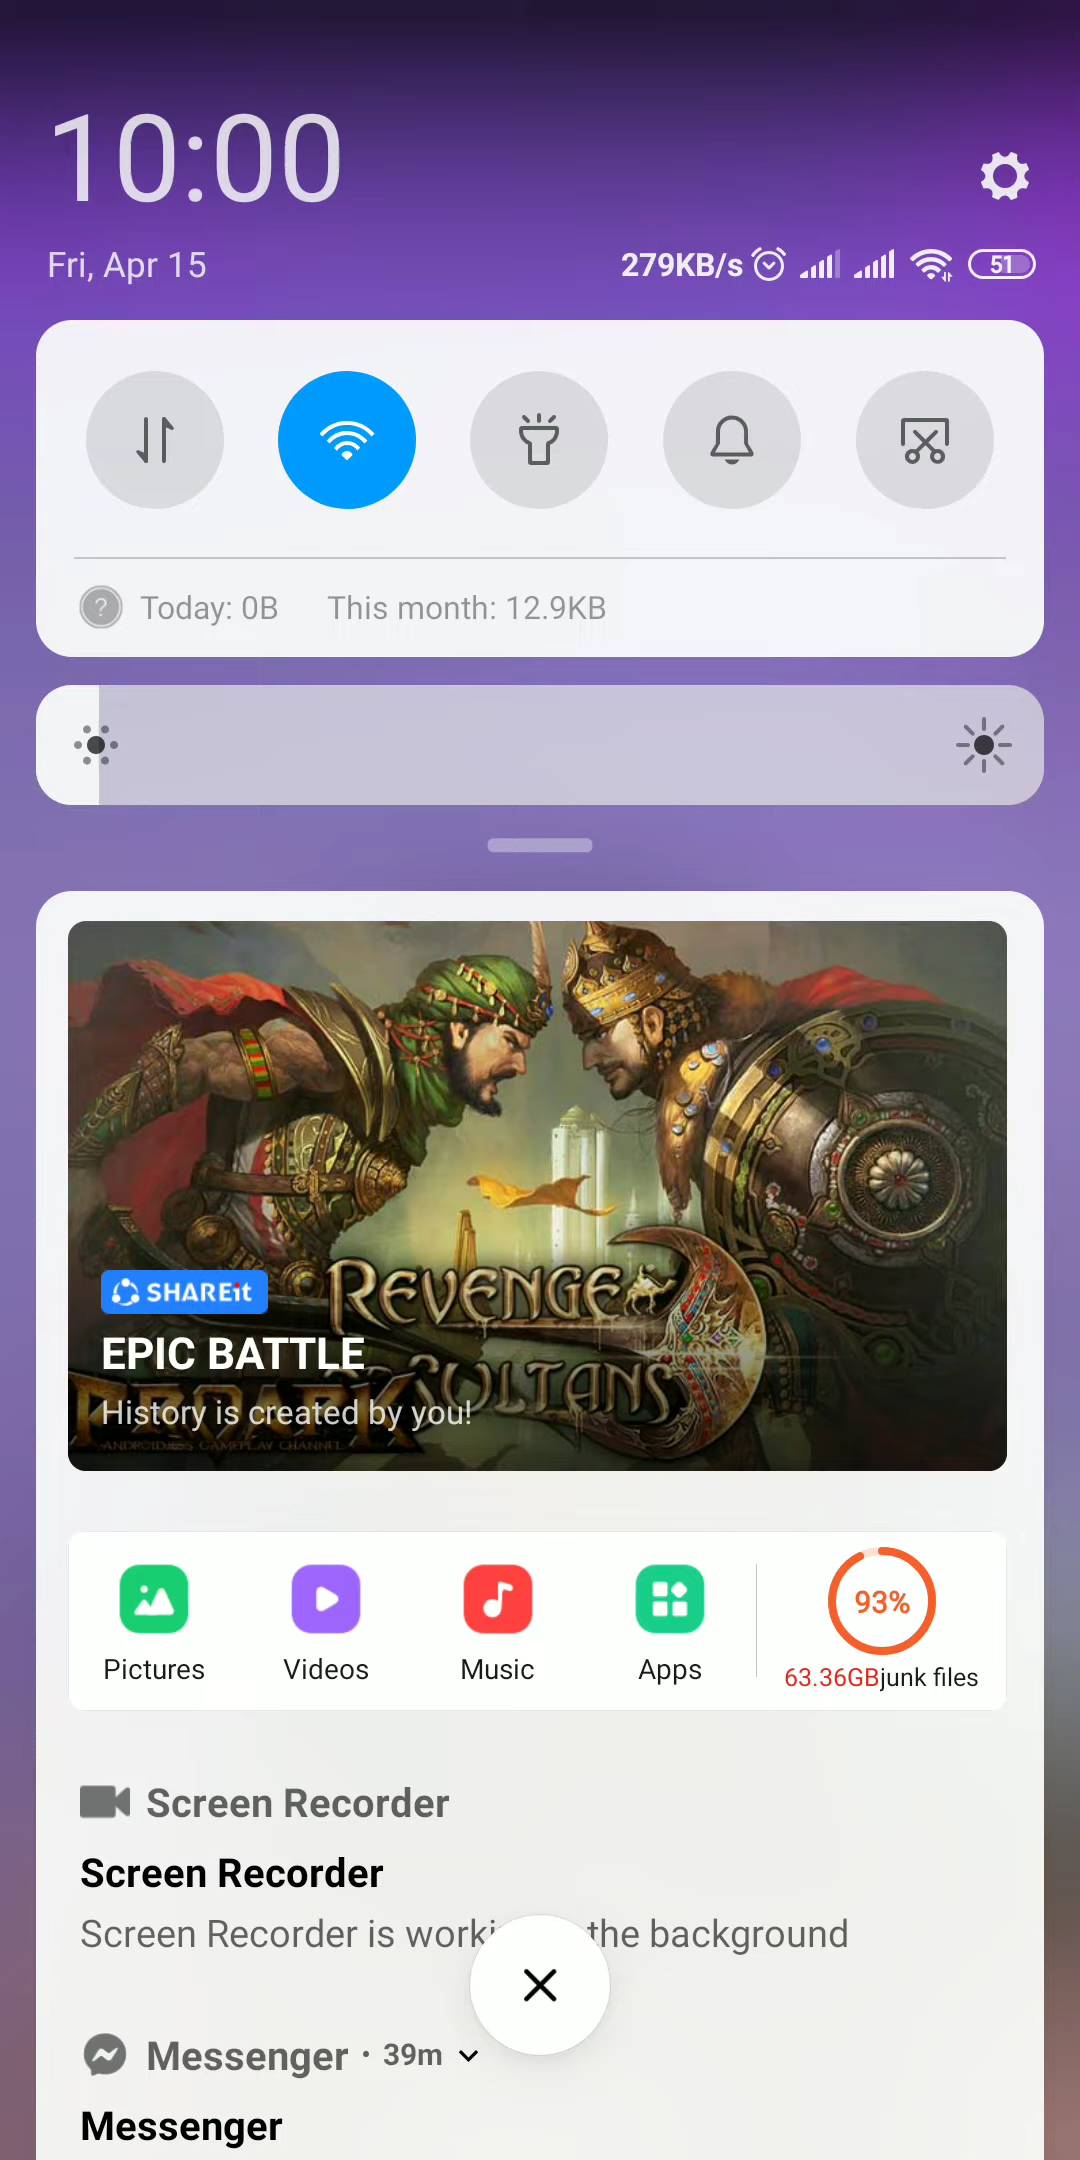 10:00
Fri, Apr 15
279KB/s
51
Today: 0B This month: 12.9KB
REVENGE
SHAREit
EPIC BATTLE
SULTANS
History is created by you!
93%
Pictures Videos Music Apps
63.36GBjunk files
Screen Recorder
Screen Recorder
Screen Recorder is worki the background
Messenger • 39m
Messenger